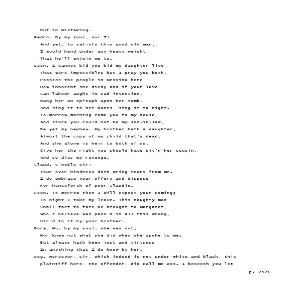 But in mistaking.
Pedro. By my soul, nor I:
And yet, to satisfy this good old man,
I would bend under any heavy weight
That he'll enjoin me to.
Leon. I cannot bid you bid my daughter live
That were impossible: but I pray you both,
Possess the people in Messina here
How innocent she died; and if your love
Can labour aught in sad invention,
Hang her an epitaph upon her tomb,
And sing it to her bones, sing it to-night.
To-morrow morning come you to my house;
And since you could not be my son-in-law,
Be yet my nephew. My brother hath a daughter,
Almost the copy of my child that's dead,
And she alone is heir to both of us.
Give her the right you should have giv'n her cousin,
And so dies my revenge.
Claud. O noble sir!
Your over kindness doth wring tears from me.
I do embrace your offer; and dispose
For henceforth of poor Claudio.
Leon. To-morrow then I will expect your coming;
To-night I take my leave. This naughty man
Shall face to face be brought to Margaret,
Who I believe was pack'd in all this wrong,
Hir'd to it by your brother.
Bora. No, by my soul, she was not;
Nor knew not what she did when she spoke to me;
But always hath been just and virtuous
In anything that I do know by her.
Dog. Moreover, sir, which indeed is not under white and black, this
plaintiff here, the offender, did call me ass. I beseech you let